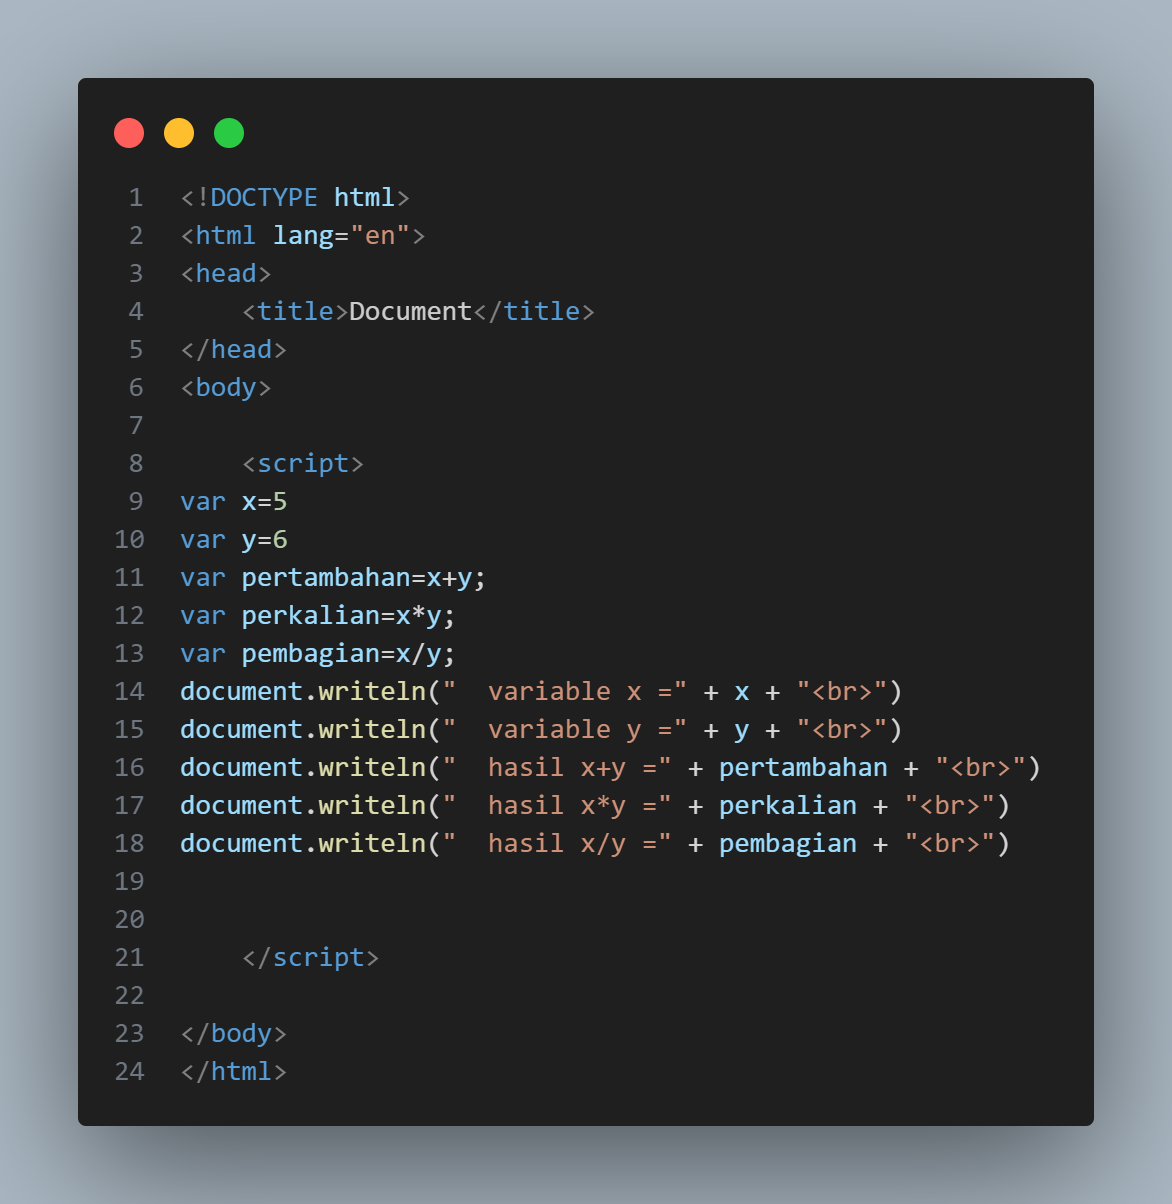 1 <!DOCTYPE html>
2 <html lang="en">
3 <head>
4     <title>Document</title>
5 </head>
6 <body>
7
8     <script>
9 var x=5
10 var y=6
11 var pertambahan=x+y;
12 var perkalian=x*y;
13 var pembagian=x/y;
14 document.writeln("  variable x =" + x + "<br>")
15 document.writeln("  variable y =" + y + "<br>")
16 document.writeln("  hasil x+y =" + pertambahan + "<br>")
17 document.writeln("  hasil x*y =" + perkalian + "<br>")
18 document.writeln("  hasil x/y =" + pembagian + "<br>")
19
20
21     </script>
22
23 </body>
24 </html>